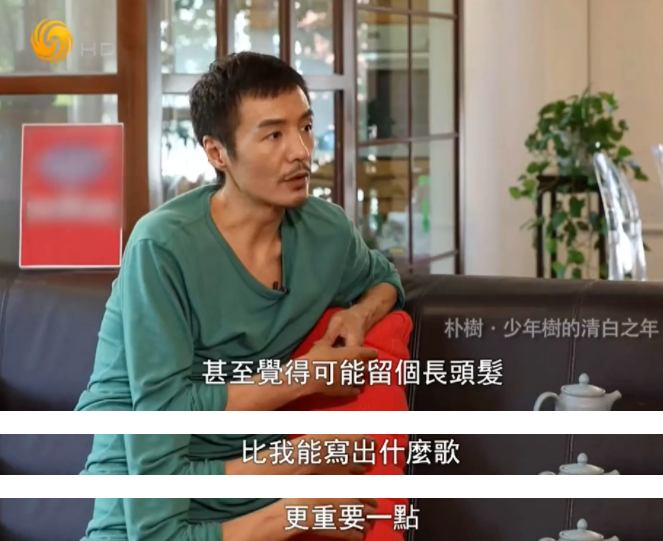 HD
朴樹·少年樹的清白之年
甚至覺得可能留個長頭髮
比我能寫出什麼歌
更重要一點